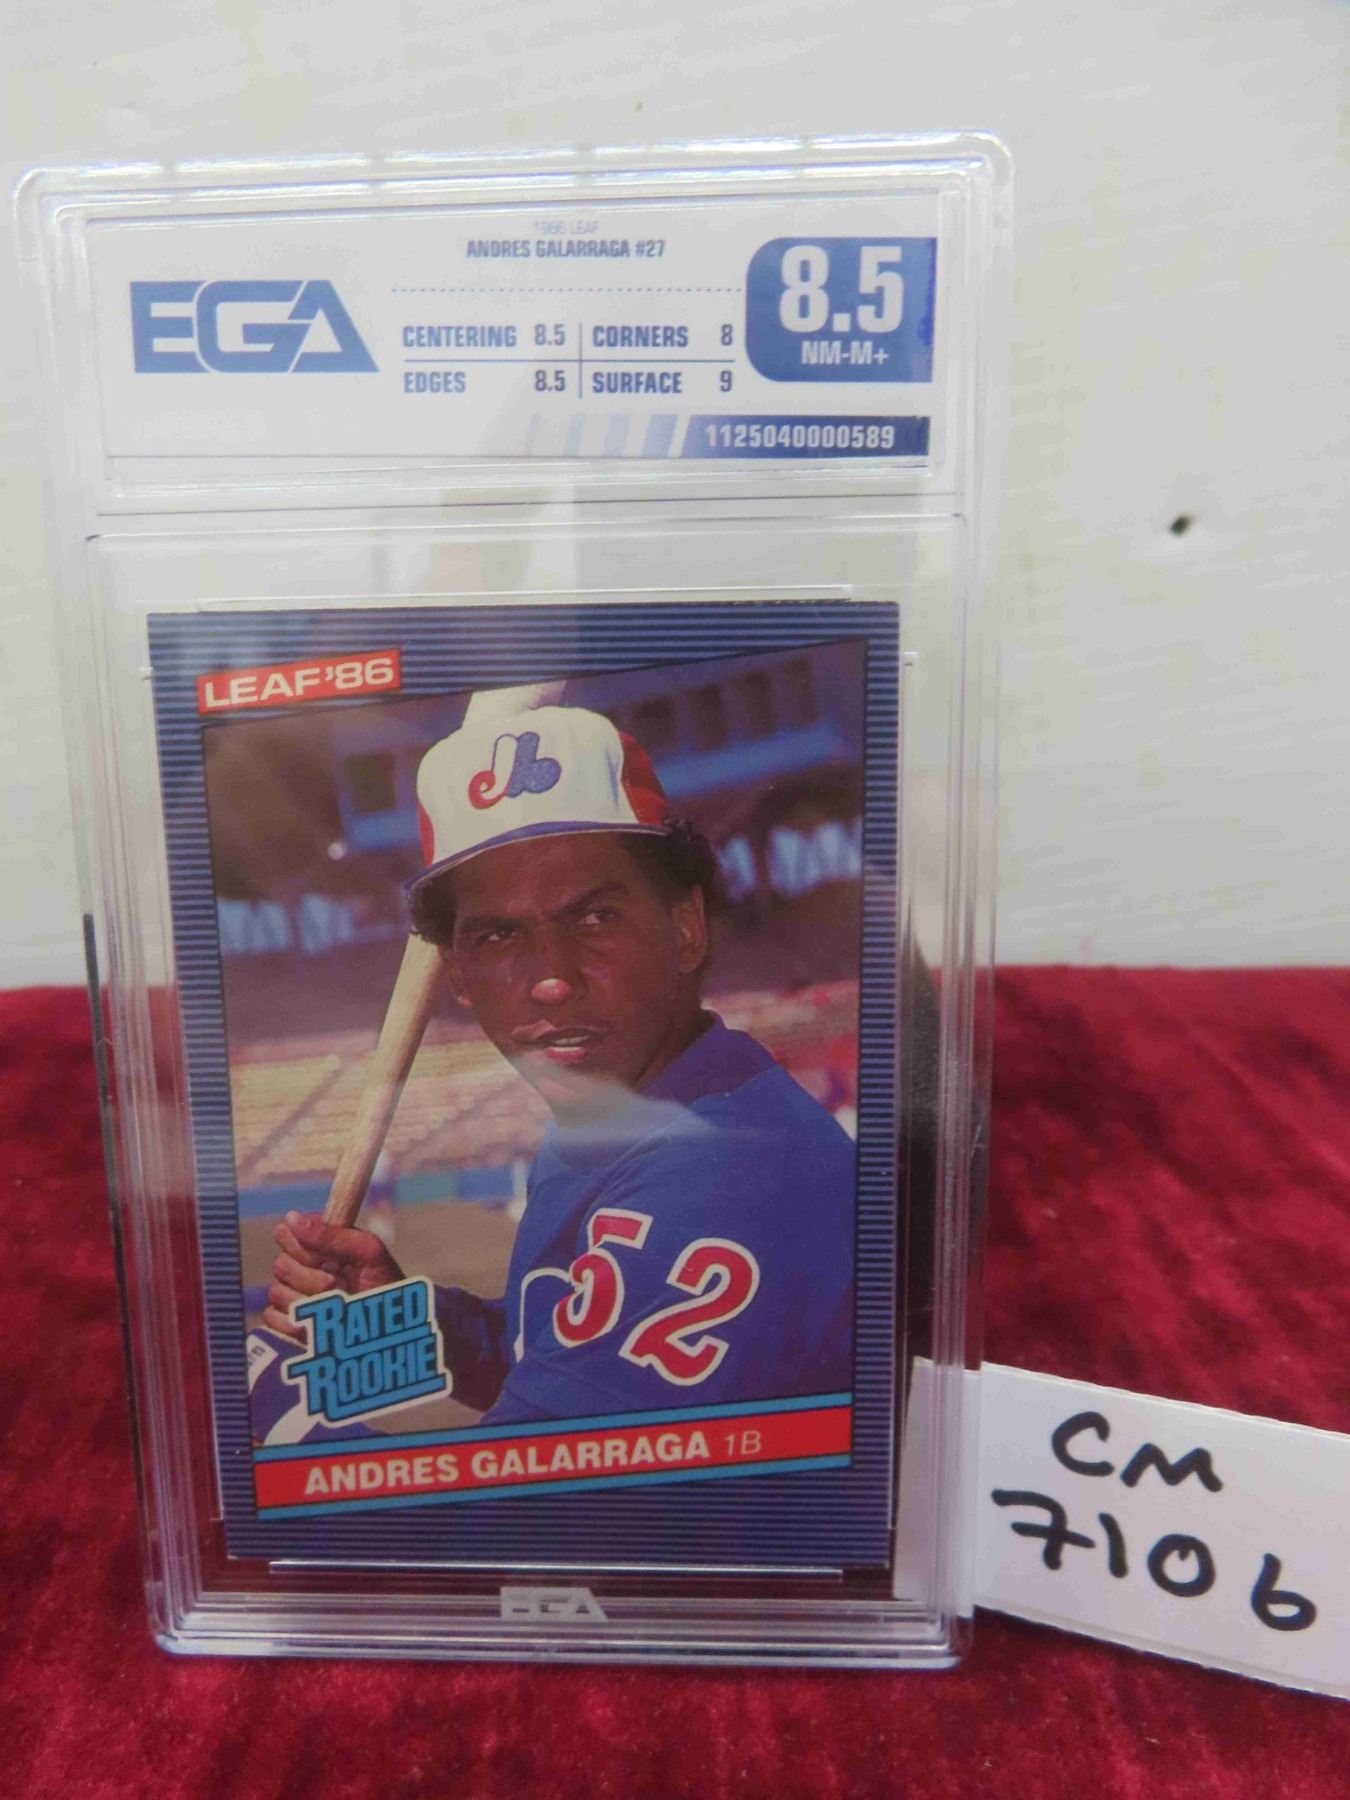 1986 LEAF
ANDRES GALARRAGA #27
EGA
8.5
NM-M+
CENTERING 8.5 CORNERS 8
EDGES 8.5 SURFACE 9
1125040000589
LEAF '86
52
RATED
ROOKIE
ANDRES GALARRAGA 1B
EGA
CM
7106